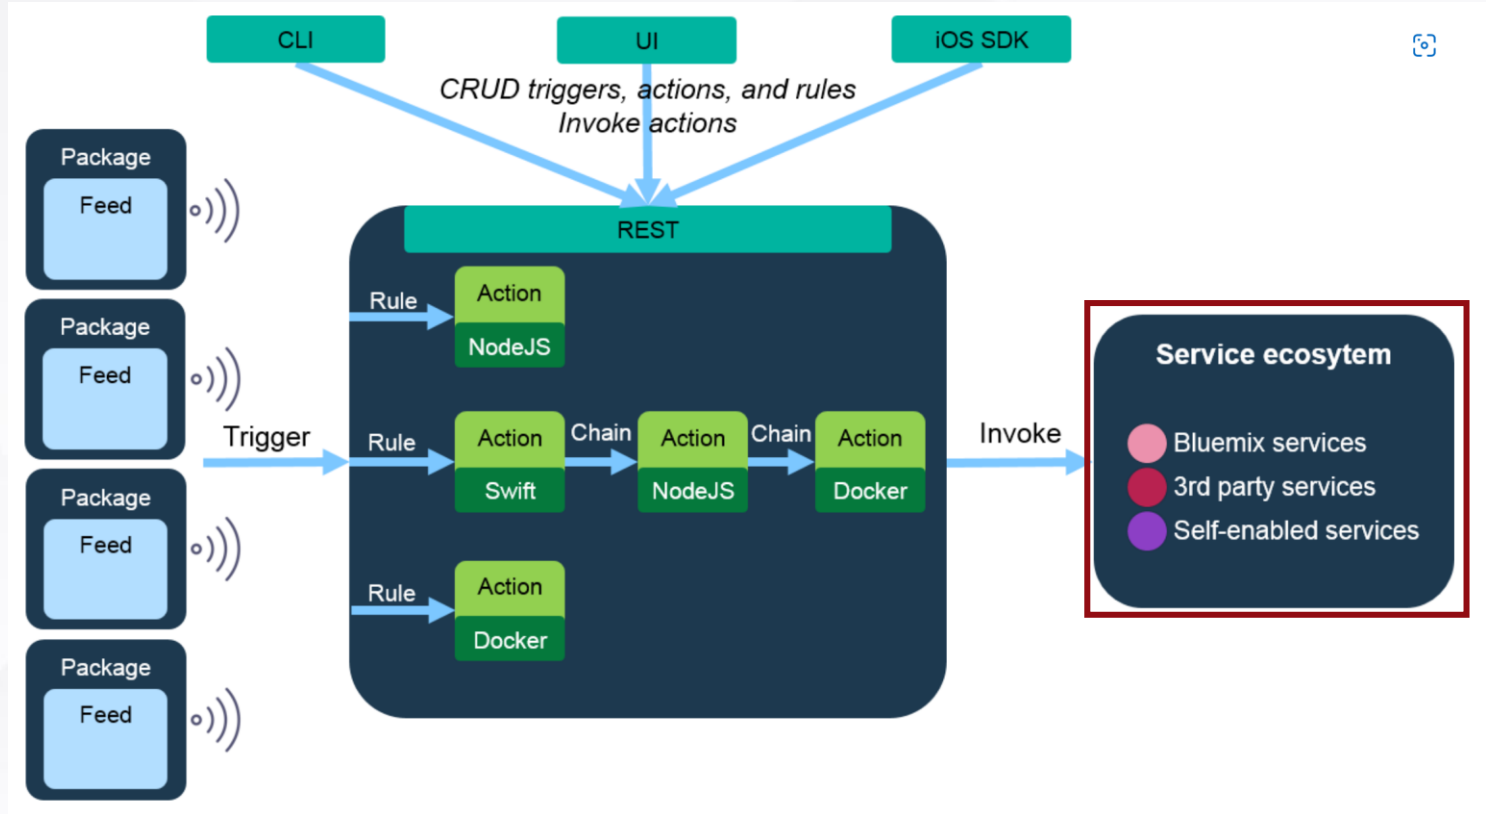 CLI
UI
iOS SDK
CRUD triggers, actions, and rules
Invoke actions
Package
Feed
Package
Feed
Package
Feed
Package
Feed
Trigger
REST
Rule
Action
NodeJS
Rule
Action
Swift
Chain
Action
NodeJS
Chain
Action
Docker
Rule
Action
Docker
Invoke
Service ecosytem
Bluemix services
3rd party services
Self-enabled services